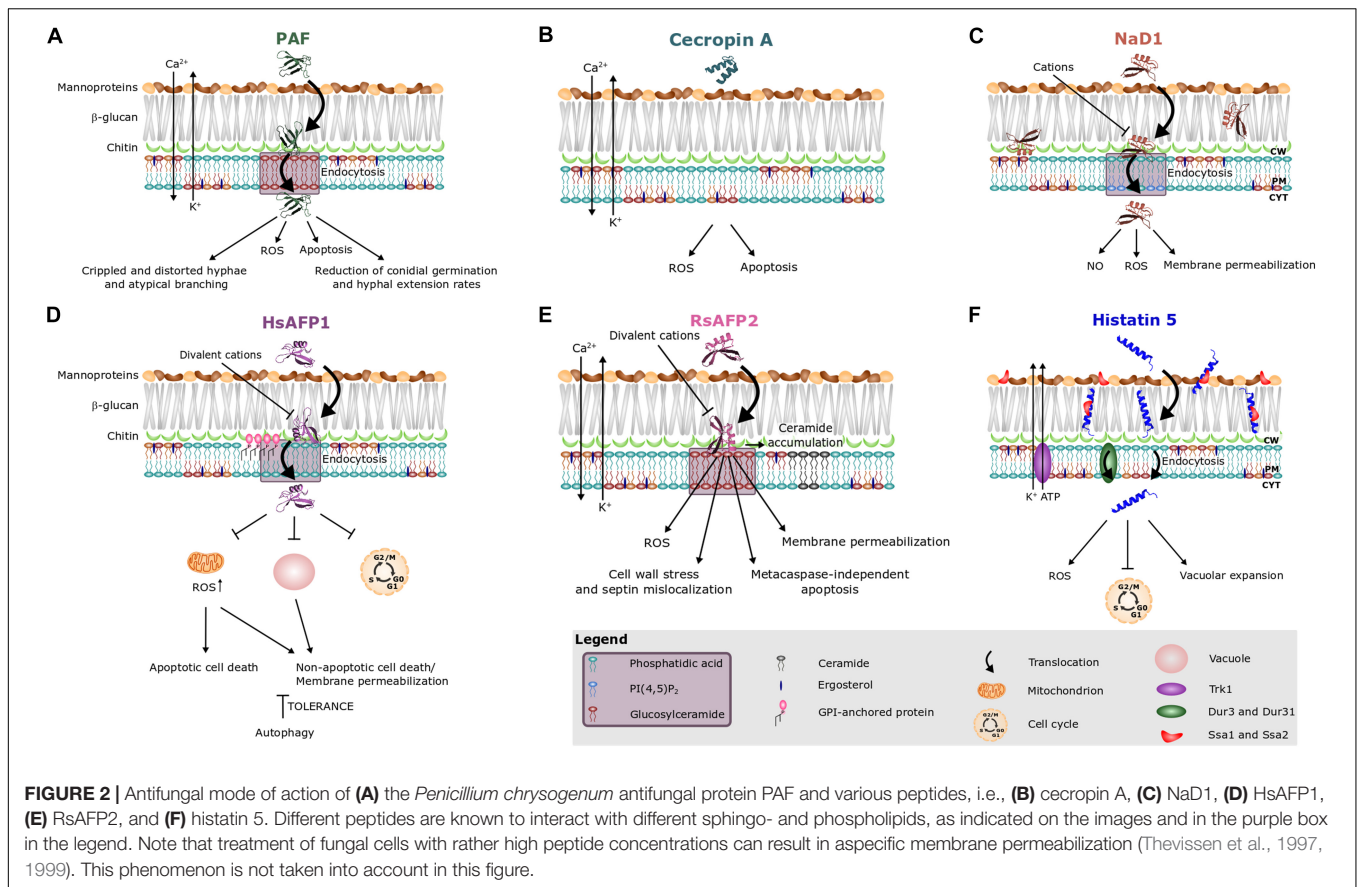 A
PAF
Ca²⁺
Mannoproteins
β-glucan
Chitin
Endocytosis
K⁺
ROS
Apoptosis
Crippled and distorted hyphae
and atypical branching
Reduction of conidial germination
and hyphal extension rates
B
Cecropin A
Ca²⁺
K⁺
ROS
Apoptosis
C
NaD1
Cations
CW
Endocytosis
PM
CYT
NO
ROS
Membrane permeabilization
D
HsAFP1
Divalent cations
Mannoproteins
β-glucan
Chitin
Endocytosis
G2/M
S
G0
G1
ROS↑
Apoptotic cell death
Non-apoptotic cell death/
Membrane permeabilization
TOLERANCE
Autophagy
E
RsAFP2
Divalent cations
Ca²⁺
Ceramide
accumulation
K⁺
ROS
Membrane permeabilization
Cell wall stress
and septin mislocalization
Metacaspase-independent
apoptosis
F
Histatin 5
CW
Endocytosis
PM
K⁺ ATP
CYT
ROS
Vacuolar expansion
G2/M
S
G0
G1
Legend
Phosphatidic acid
PI(4,5)P₂
Glucosylceramide
Ceramide
Ergosterol
GPI-anchored protein
Translocation
Mitochondrion
G2/M
S
G0
G1
Cell cycle
Vacuole
Trk1
Dur3 and Dur31
Ssa1 and Ssa2
FIGURE 2 | Antifungal mode of action of (A) the Penicillium chrysogenum antifungal protein PAF and various peptides, i.e., (B) cecropin A, (C) NaD1, (D) HsAFP1,
(E) RsAFP2, and (F) histatin 5. Different peptides are known to interact with different sphingo- and phospholipids, as indicated on the images and in the purple box
in the legend. Note that treatment of fungal cells with rather high peptide concentrations can result in aspecific membrane permeabilization (Thevissen et al., 1997,
1999). This phenomenon is not taken into account in this figure.